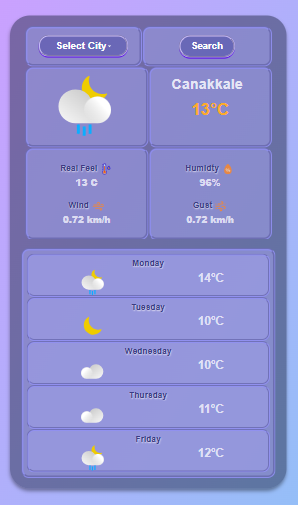 Select City
Search
Canakkale
13°C
Real Feel
13 C
Humidty
96%
Wind
0.72 km/h
Gust
0.72 km/h
Monday
14°C
Tuesday
10°C
Wednesday
10°C
Thursday
11°C
Friday
12°C